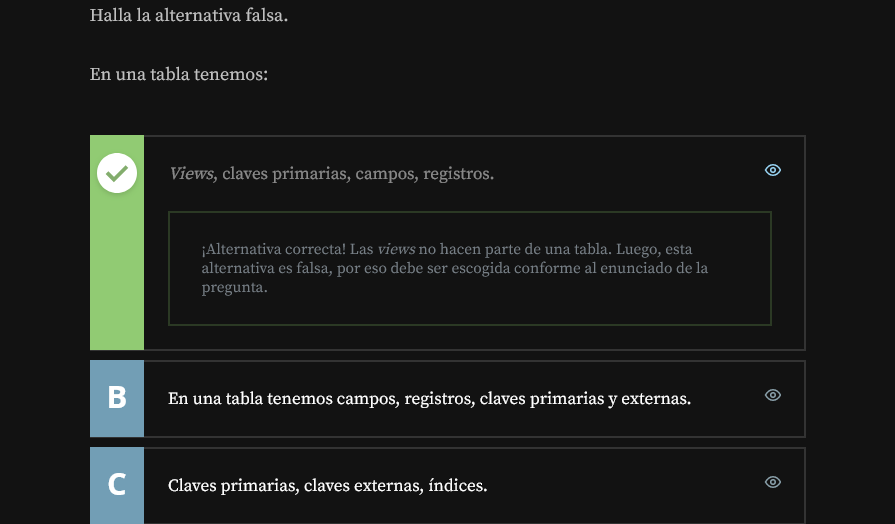 Halla la alternativa falsa.
En una tabla tenemos:
Views, claves primarias, campos, registros.
¡Alternativa correcta! Las views no hacen parte de una tabla. Luego, esta
alternativa es falsa, por eso debe ser escogida conforme al enunciado de la
pregunta.
B
En una tabla tenemos campos, registros, claves primarias y externas.
C
Claves primarias, claves externas, índices.